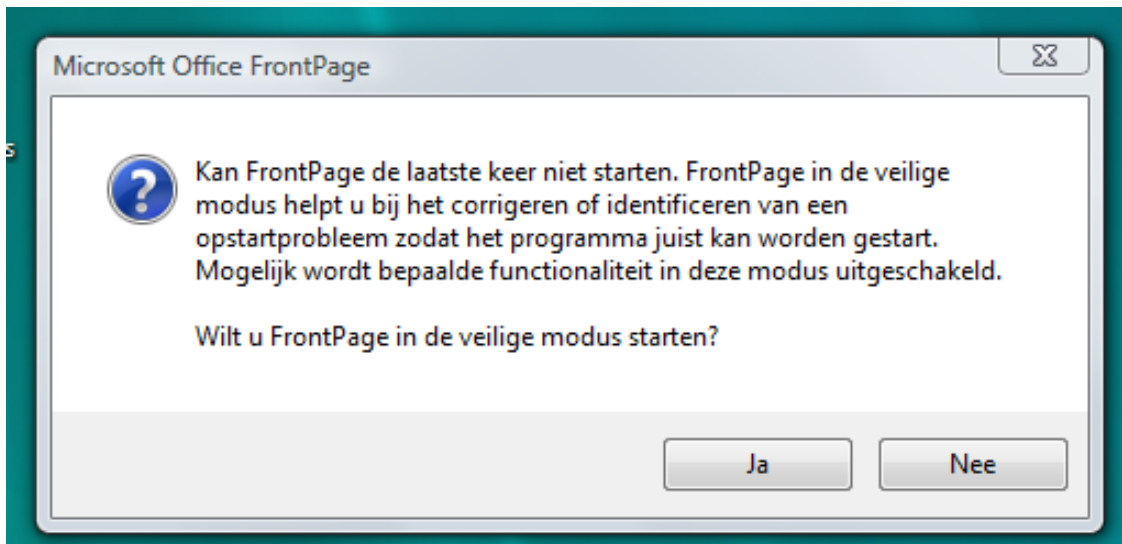 Microsoft Office FrontPage
s
Kan FrontPage de laatste keer niet starten. FrontPage in de veilige
modus helpt u bij het corrigeren of identificeren van een
opstartprobleem zodat het programma juist kan worden gestart.
Mogelijk wordt bepaalde functionaliteit in deze modus uitgeschakeld.
Wilt u FrontPage in de veilige modus starten?
Ja
Nee